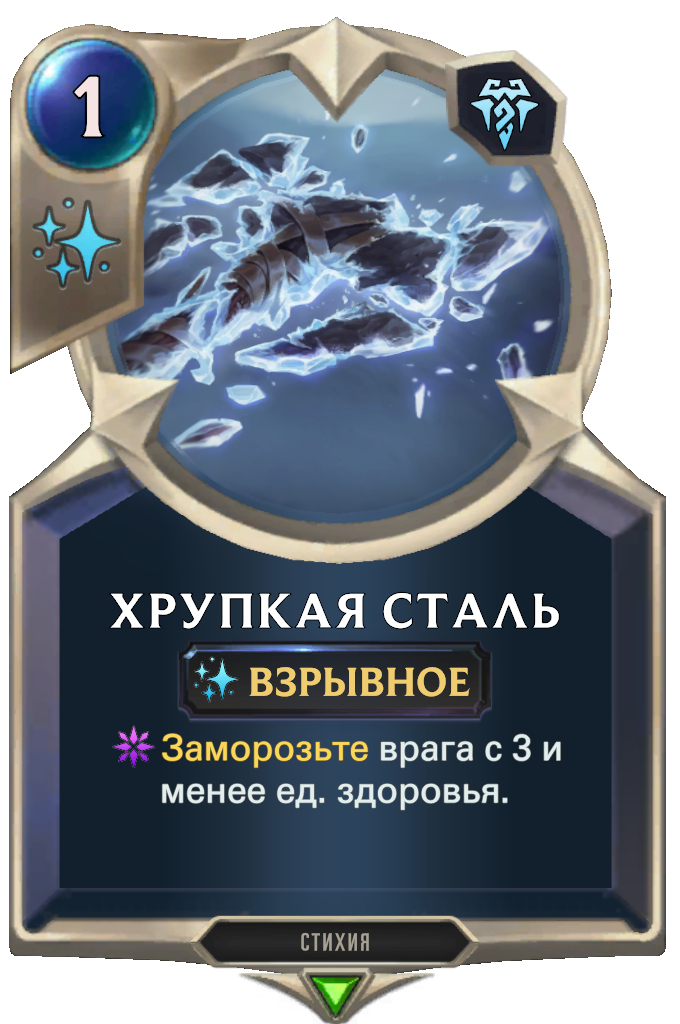 1
ХРУПКАЯ СТАЛЬ
ВЗРЫВНОЕ
Заморозьте врага с 3 и
менее ед. здоровья.
СТИХИЯ